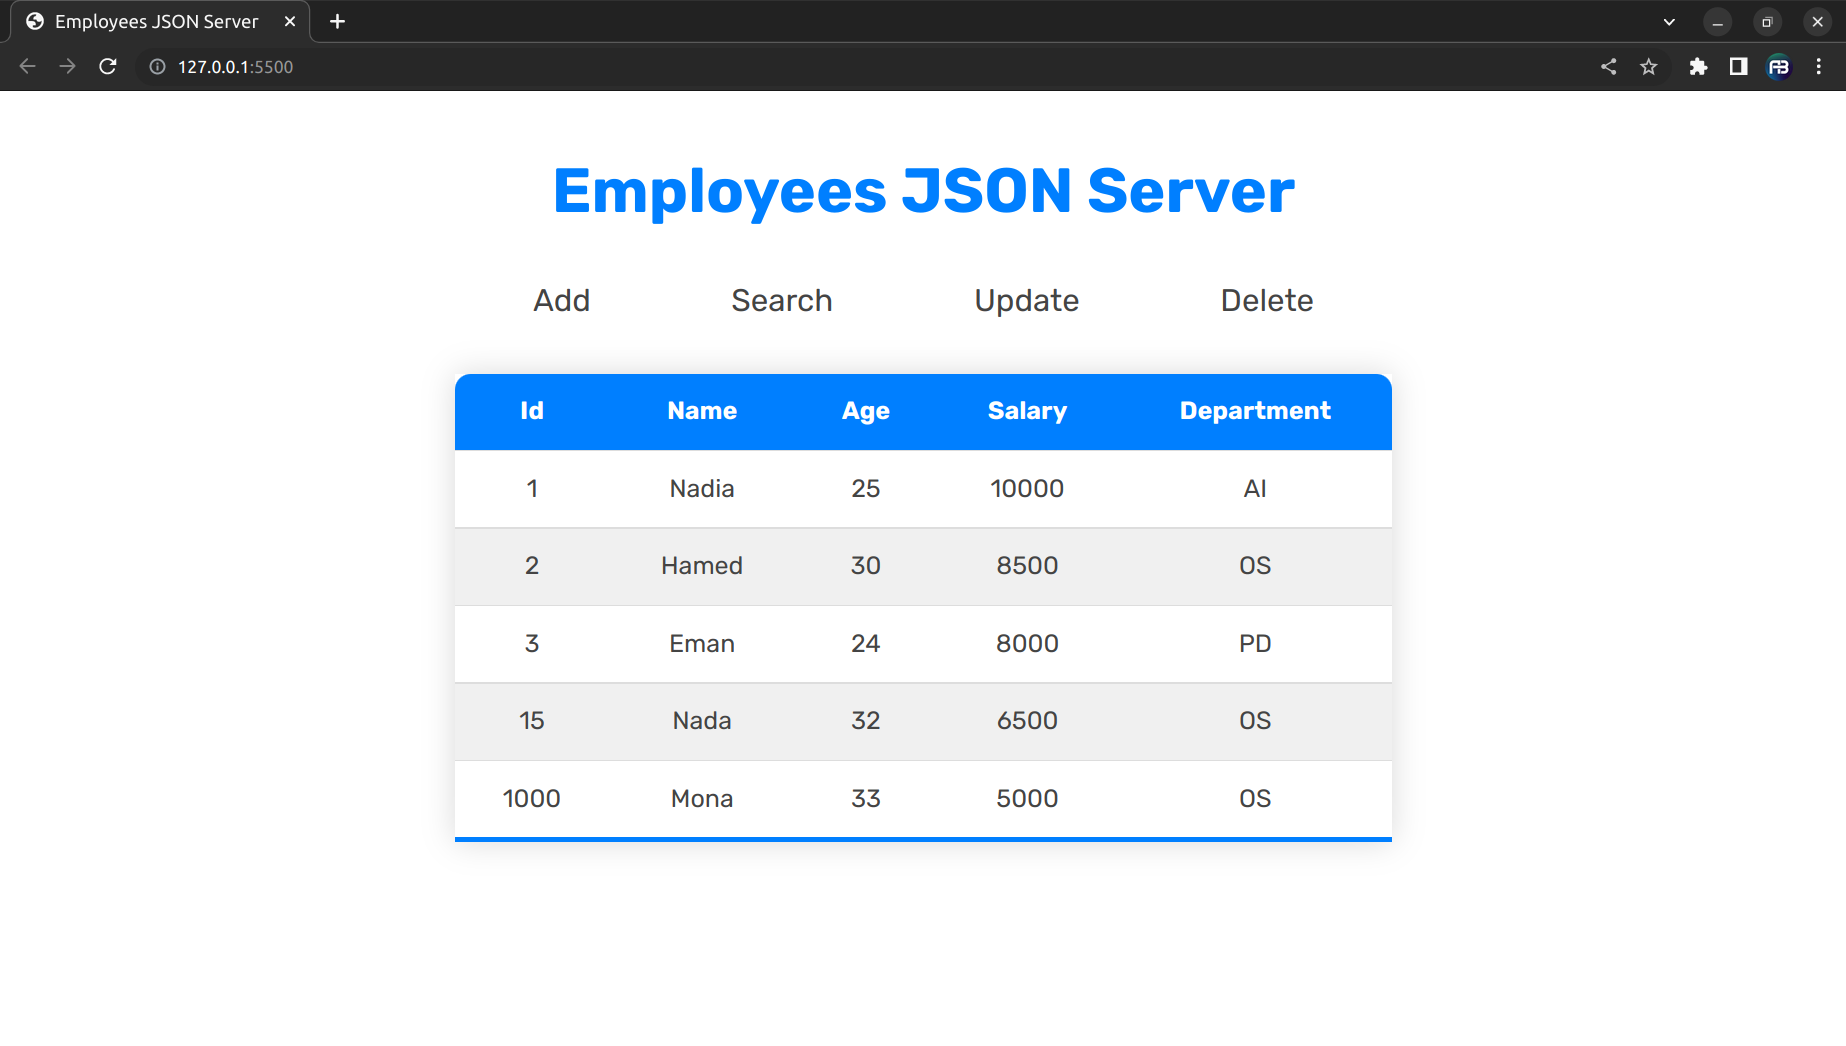 Employees JSON Server
127.0.0.1:5500
Employees JSON Server
Add Search Update Delete
Id Name Age Salary Department
1 Nadia 25 10000 AI
2 Hamed 30 8500 OS
3 Eman 24 8000 PD
15 Nada 32 6500 OS
1000 Mona 33 5000 OS